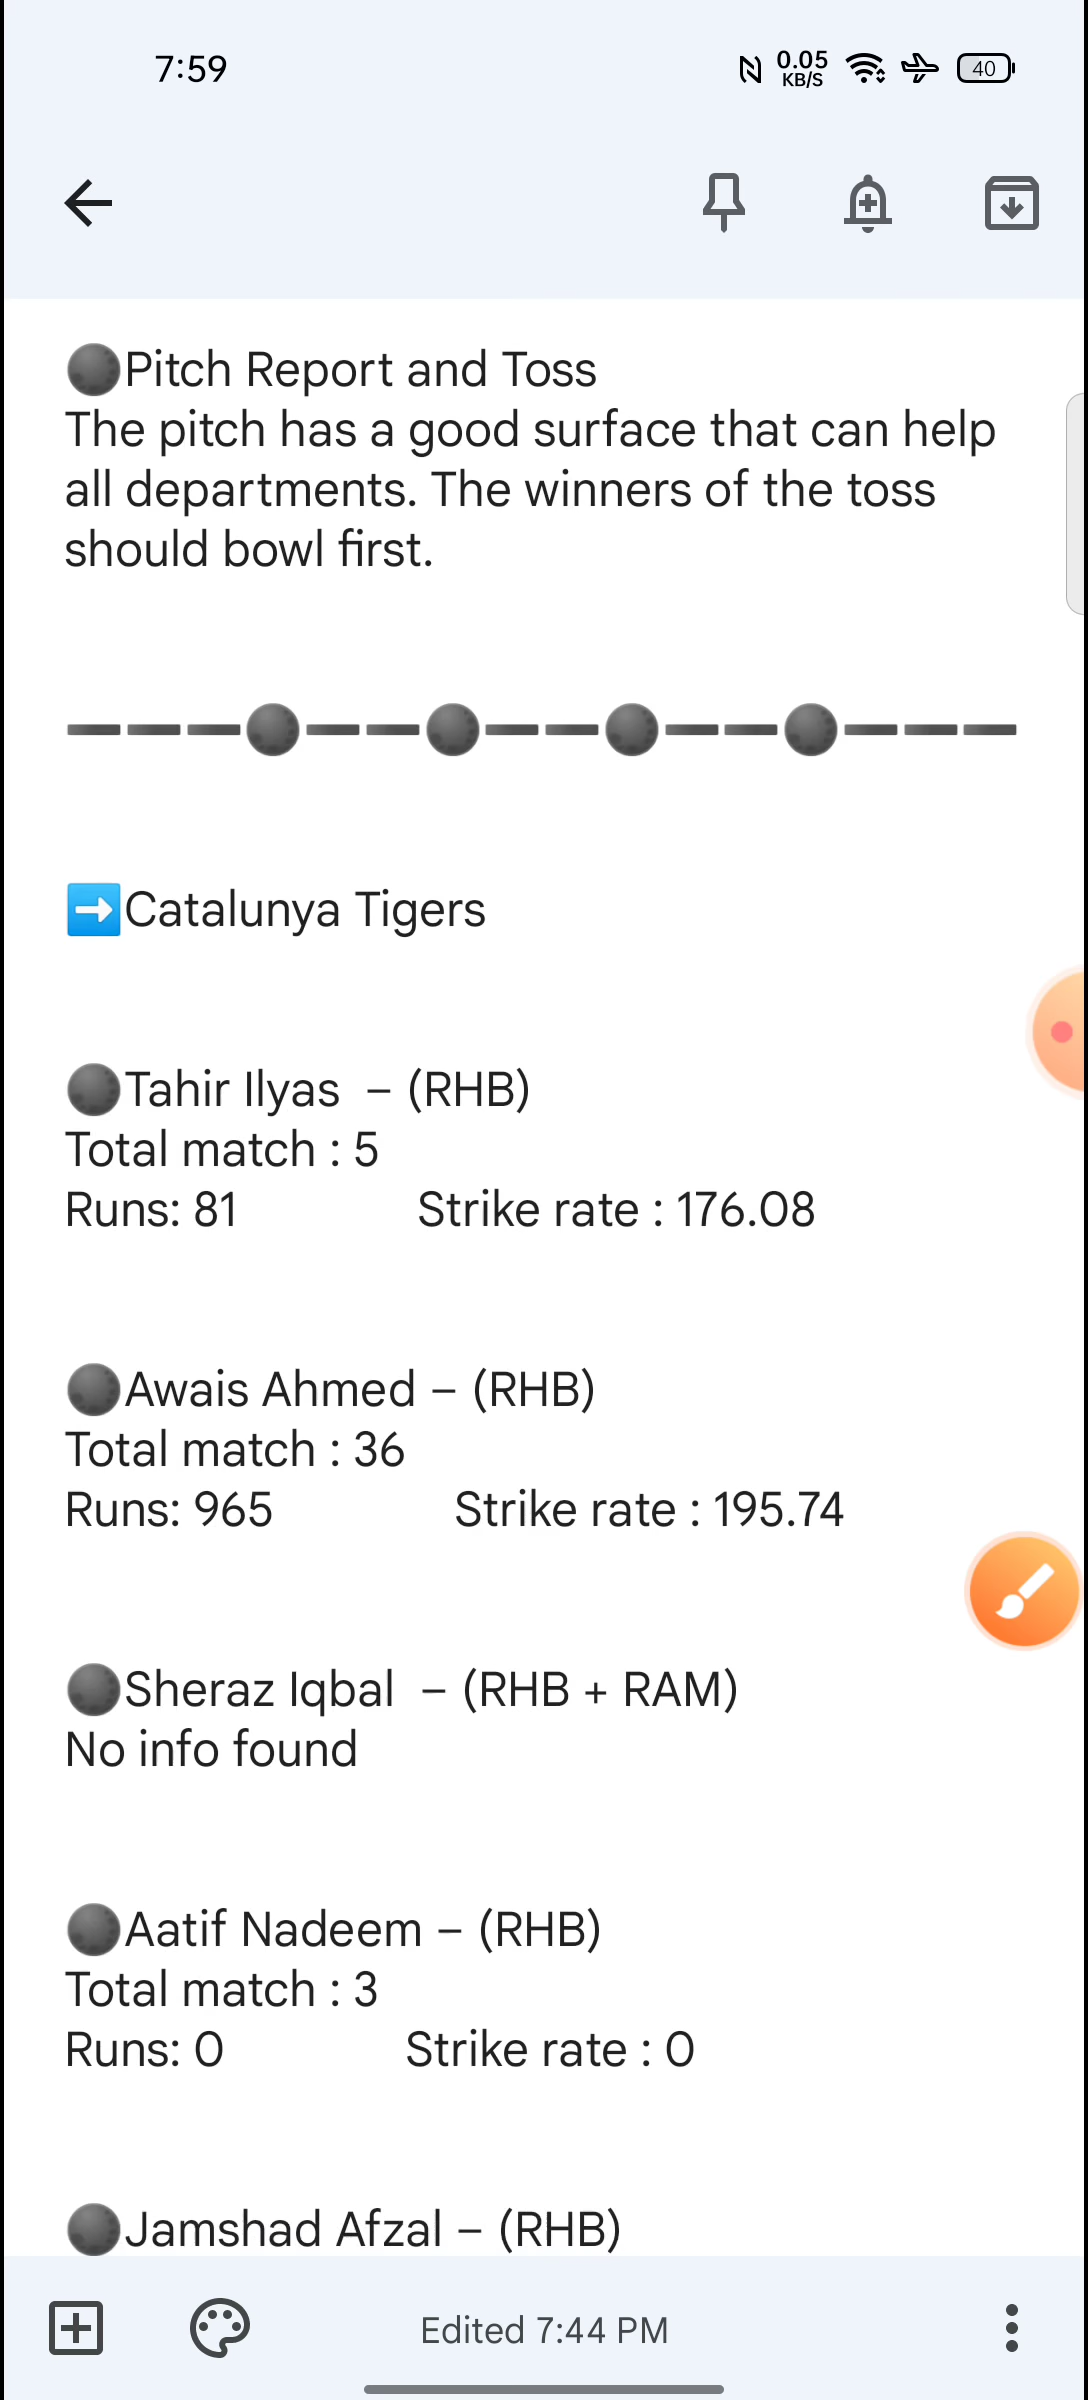 7:59
0.05
KB/S
40
Pitch Report and Toss
The pitch has a good surface that can help
all departments. The winners of the toss
should bowl first.
Catalunya Tigers
Tahir Ilyas – (RHB)
Total match : 5
Runs: 81 Strike rate : 176.08
Awais Ahmed – (RHB)
Total match : 36
Runs: 965 Strike rate : 195.74
Sheraz Iqbal – (RHB + RAM)
No info found
Aatif Nadeem – (RHB)
Total match : 3
Runs: 0 Strike rate : 0
Jamshad Afzal – (RHB)
Edited 7:44 PM